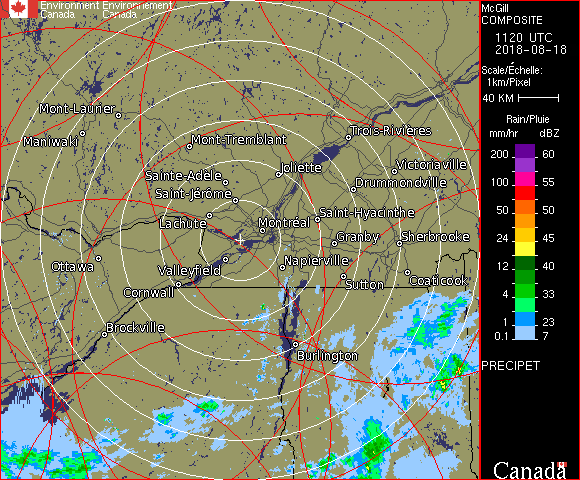 Environment Environnement
Canada Canada
McGill
COMPOSITE
1120 UTC
2018-08-18
Scale/Échelle:
1km/Pixel
40 KM
Rain/Pluie
mm/hr dBZ
200 60
55
100 55
50 50
50 45
24 40
12 40
4 33
1 23
0.1 7
PRECIPET
Canada
Mont-Laurier
Maniwaki
Mont-Tremblant
Trois-Rivières
Joliette
Victoriaville
Sainte-Adèle
Drummondville
Saint-Jérôme
Lachute
Saint-Hyacinthe
Montréal
Granby
Sherbrooke
Ottawa
Valleyfield
Napierville
Cornwall
Sutton
Coaticook
Brockville
Burlington